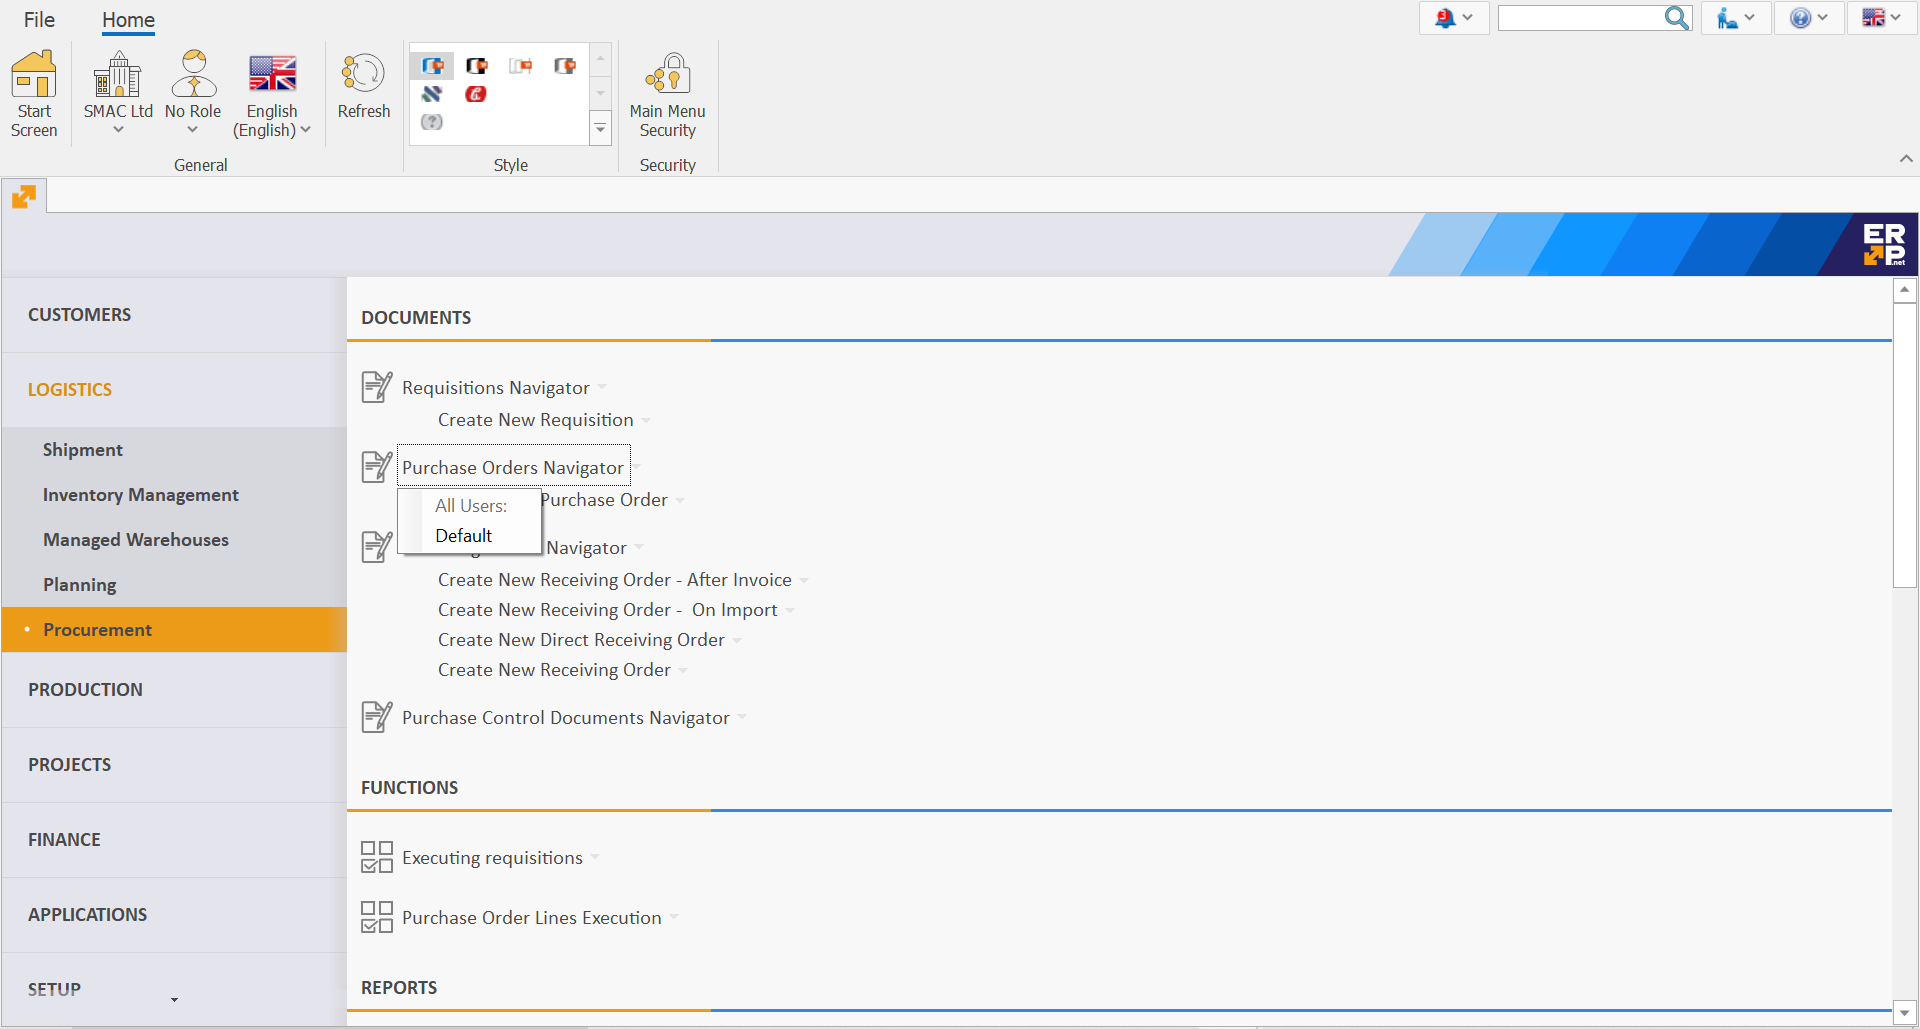 File
Home
3
Start
Screen
SMAC Ltd
No Role
English
(English)
Refresh
Main Menu
Security
General
Style
Security
ER
P.net
CUSTOMERS
LOGISTICS
Shipment
Inventory Management
Managed Warehouses
Planning
Procurement
PRODUCTION
PROJECTS
FINANCE
APPLICATIONS
SETUP
DOCUMENTS
Requisitions Navigator
Create New Requisition
Purchase Orders Navigator
All Users:
Default
Purchase Order
Navigator
Create New Receiving Order - After Invoice
Create New Receiving Order -  On Import
Create New Direct Receiving Order
Create New Receiving Order
Purchase Control Documents Navigator
FUNCTIONS
Executing requisitions
Purchase Order Lines Execution
REPORTS